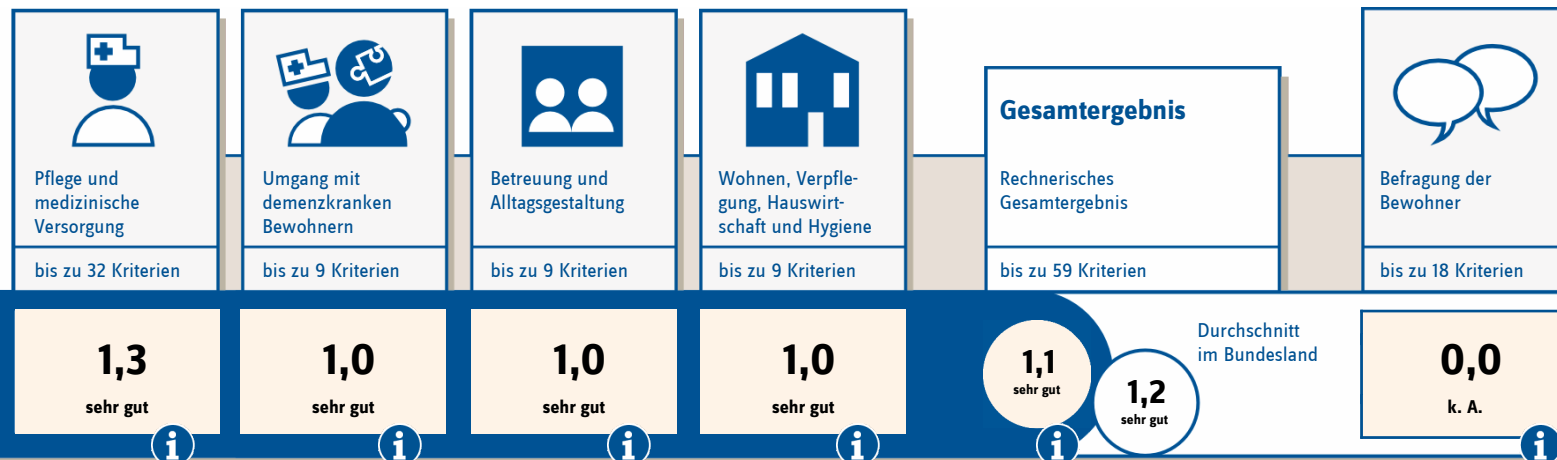 Pflege und
medizinische
Versorgung
bis zu 32 Kriterien
1,3
sehr gut
Umgang mit
demenzkranken
Bewohnern
bis zu 9 Kriterien
1,0
sehr gut
Betreuung und
Alltagsgestaltung
bis zu 9 Kriterien
1,0
sehr gut
Wohnen, Verpfle-
gung, Hauswirt-
schaft und Hygiene
bis zu 9 Kriterien
1,0
sehr gut
Gesamtergebnis
Rechnerisches
Gesamtergebnis
bis zu 59 Kriterien
1,1
sehr gut
Durchschnitt
im Bundesland
1,2
sehr gut
Befragung der
Bewohner
bis zu 18 Kriterien
0,0
k. A.